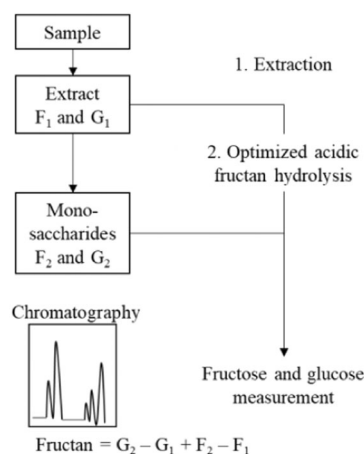 Sample
1. Extraction
Extract
F₁ and G₁
2. Optimized acidic
fructan hydrolysis
Mono-
saccharides
F₂ and G₂
Chromatography
Fructose and glucose
measurement
Fructan = G₂ – G₁ + F₂ – F₁